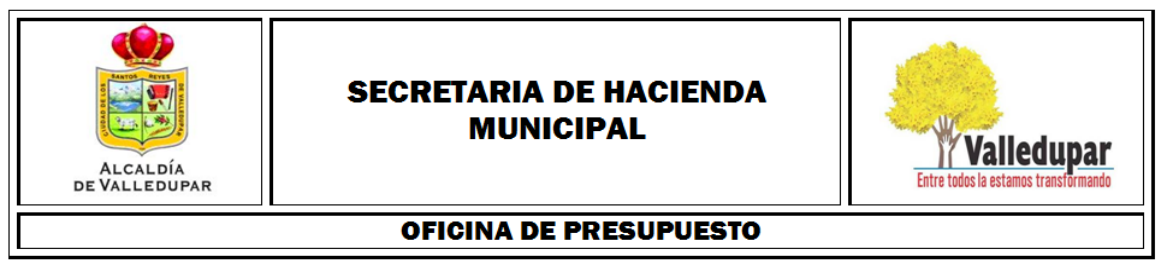 SANTOS REYES
CIUDAD DE LOS
DE VALLEDUPAR
ALCALDÍA
DE VALLEDUPAR
SECRETARIA DE HACIENDA
MUNICIPAL
Valledupar
Entre todos la estamos transformando
OFICINA DE PRESUPUESTO